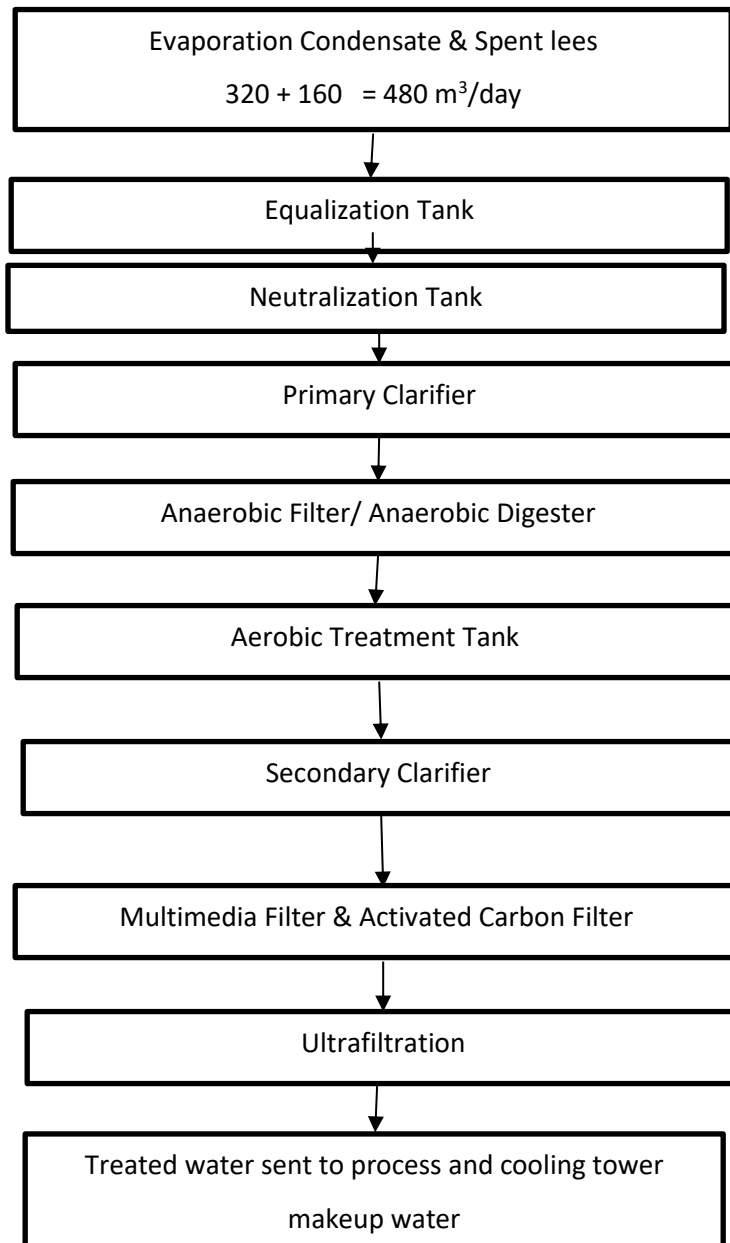 Evaporation Condensate & Spent lees
320 + 160 = 480 m³/day
Equalization Tank
Neutralization Tank
Primary Clarifier
Anaerobic Filter/ Anaerobic Digester
Aerobic Treatment Tank
Secondary Clarifier
Multimedia Filter & Activated Carbon Filter
Ultrafiltration
Treated water sent to process and cooling tower
makeup water